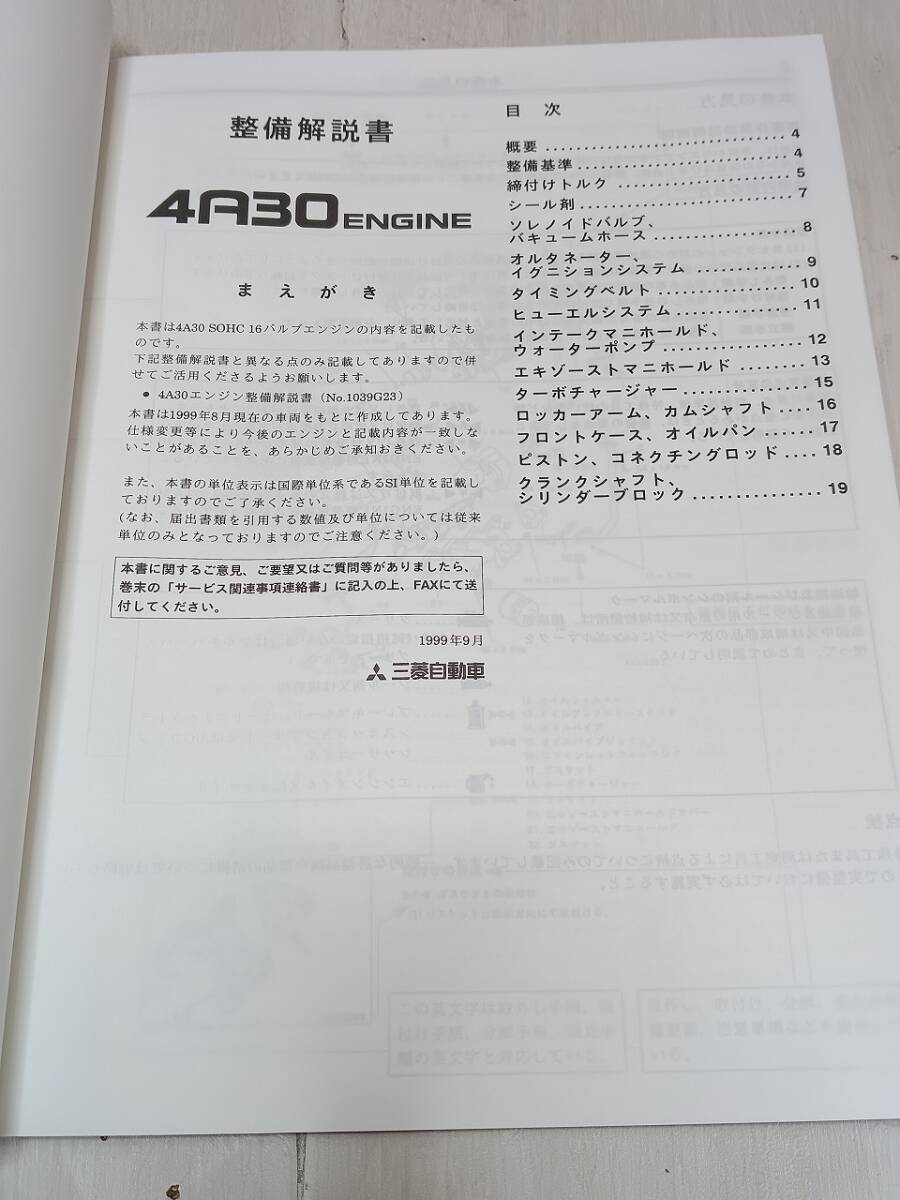 整備解説書
4A30 ENGINE
まえがき
本書は4A30 SOHC 16バルブエンジンの内容を記載したも
のです。
下記整備解説書と異なる点のみ記載してありますので併
せてご活用くださるようお願いします。
● 4A30エンジン整備解説書（No.1039G23）
本書は1999年8月現在の車両をもとに作成してあります。
仕様変更等により今後のエンジンと記載内容が一致しな
いことがあることを、あらかじめご承知おきください。
また、本書の単位表示は国際単位系であるSI単位を記載し
ておりますのでご了承ください。
(なお、届出書類を引用する数値及び単位については従来
単位のみとなっておりますのでご注意ください。)
本書に関するご意見、ご要望又はご質問等がありましたら、
巻末の「サービス関連事項連絡書」に記入の上、FAXにて送
付してください。
1999年9月
三菱自動車
目 次
概要 ................................ 4
整備基準 ............................ 4
締付けトルク ........................ 5
シール剤 ............................ 7
ソレノイドバルブ、
バキュームホース ................... 8
オルタネーター、
イグニションシステム ............. 9
タイミングベルト ................... 10
ヒューエルシステム ................ 11
インテークマニホールド、
ウォーターポンプ .................. 12
エキゾーストマニホールド ......... 13
ターボチャージャー ................ 15
ロッカーアーム、カムシャフト .... 16
フロントケース、オイルパン ...... 17
ピストン、コネクチングロッド .... 18
クランクシャフト、
シリンダーブロック ............... 19